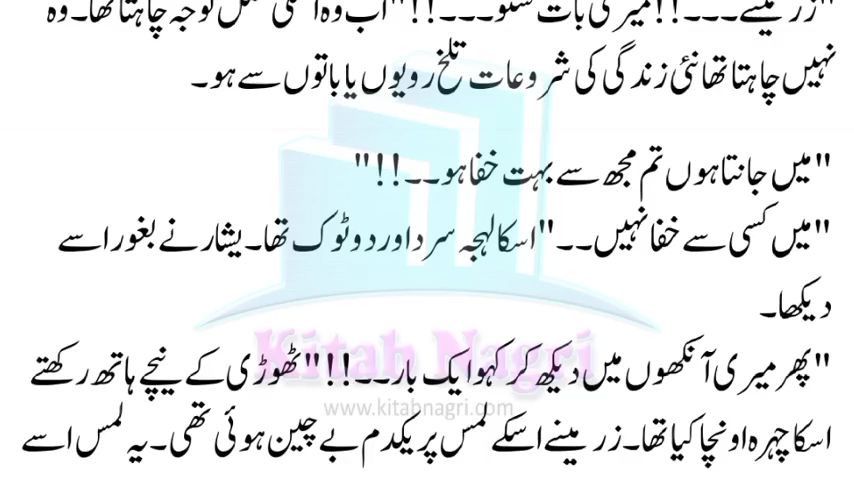 "زرمینے۔۔۔!! میری بات سنو۔۔۔!!" اب وہ اسکی مکمل توجہ چاہتا تھا۔ وہ
نہیں چاہتا تھا نئی زندگی کی شروعات تلخ رویوں یا باتوں سے ہو۔
"میں جانتا ہوں تم مجھ سے بہت خفا ہو۔۔!!"
"میں کسی سے خفا نہیں۔۔" اسکا لہجہ سرد اور دوٹوک تھا۔ یشار نے بغور اسے
دیکھا۔
Kitab Nagri
"پھر میری آنکھوں میں دیکھ کر کہو ایک بار۔۔!!" ٹھوڑی کے نیچے ہاتھ رکھتے
www.kitabnagri.com
اسکا چہرہ اونچا کیا تھا۔ زرمینے اسکے لمس پر یکدم بے چین ہوئی تھی۔ یہ لمس اسے